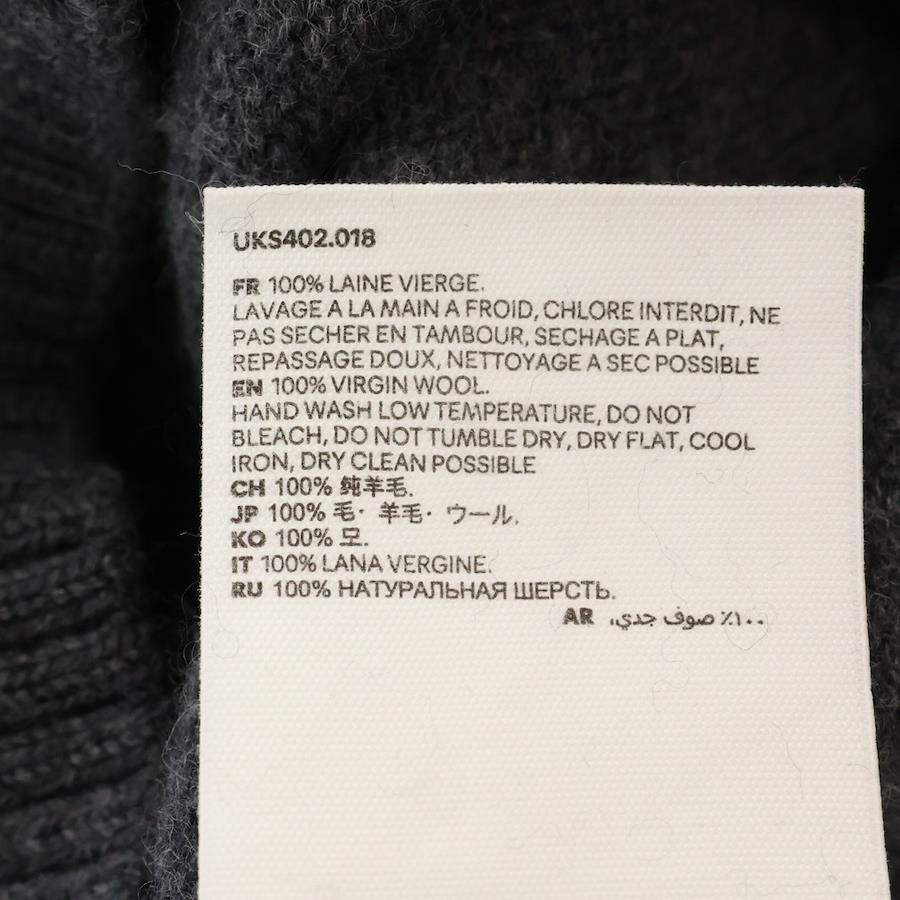 UKS402.018
FR 100% LAINE VIERGE.
LAVAGE A LA MAIN A FROID, CHLORE INTERDIT, NE
PAS SECHER EN TAMBOUR, SECHAGE A PLAT,
REPASSAGE DOUX, NETTOYAGE A SEC POSSIBLE
EN 100% VIRGIN WOOL.
HAND WASH LOW TEMPERATURE, DO NOT
BLEACH, DO NOT TUMBLE DRY, DRY FLAT, COOL
IRON, DRY CLEAN POSSIBLE
CH 100% 纯羊毛.
JP 100% 毛· 羊毛· ウール.
KO 100% 모.
IT 100% LANA VERGINE.
RU 100% НАТУРАЛЬНАЯ ШЕРСТЬ.
AR ١٠٠٪ صوف جدي،